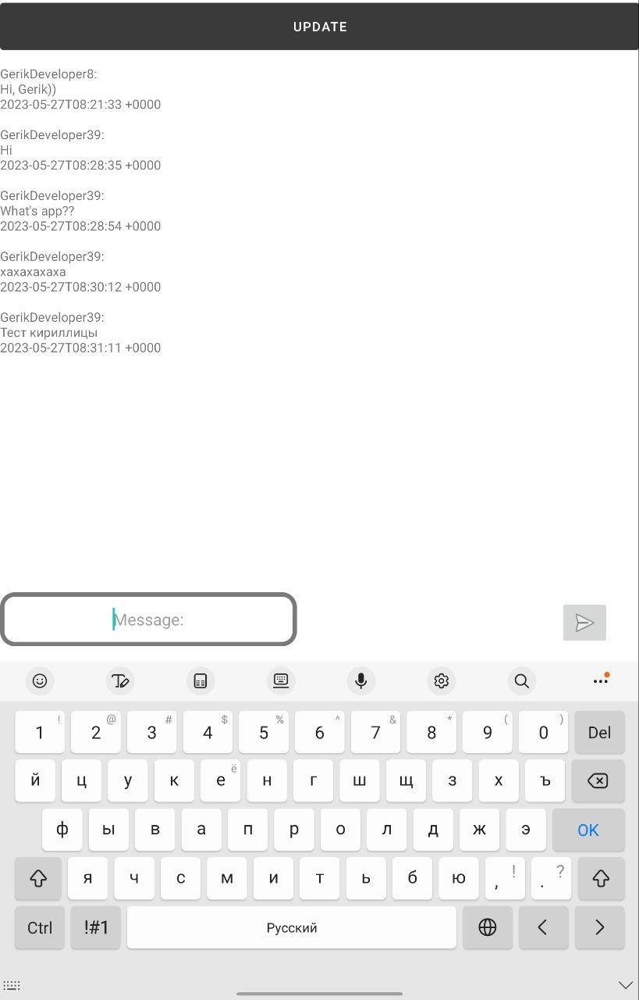 UPDATE
GerikDeveloper8:
Hi, Gerik))
2023-05-27T08:21:33 +0000
GerikDeveloper39:
Hi
2023-05-27T08:28:35 +0000
GerikDeveloper39:
What's app??
2023-05-27T08:28:54 +0000
GerikDeveloper39:
хахахахаха
2023-05-27T08:30:12 +0000
GerikDeveloper39:
Тест кириллицы
2023-05-27T08:31:11 +0000
Message:
1 ! 2 @ 3 # 4 $ 5 % 6 ^ 7 & 8 * 9 ( 0 ) Del
й ц у к е ё н г ш щ з х ъ
ф ы в а п р о л д ж э OK
я ч с м и т ь б ю , ! . ?
Ctrl !#1 Русский < >